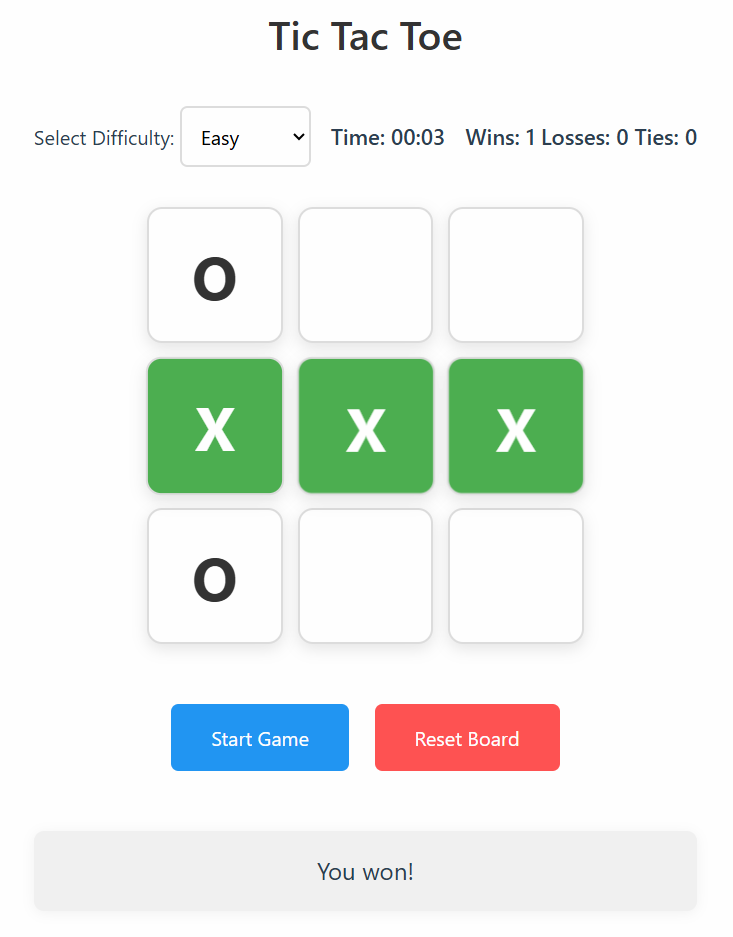 Tic Tac Toe
Select Difficulty: Easy Time: 00:03 Wins: 1 Losses: 0 Ties: 0
O
X X X
O
Start Game Reset Board
You won!